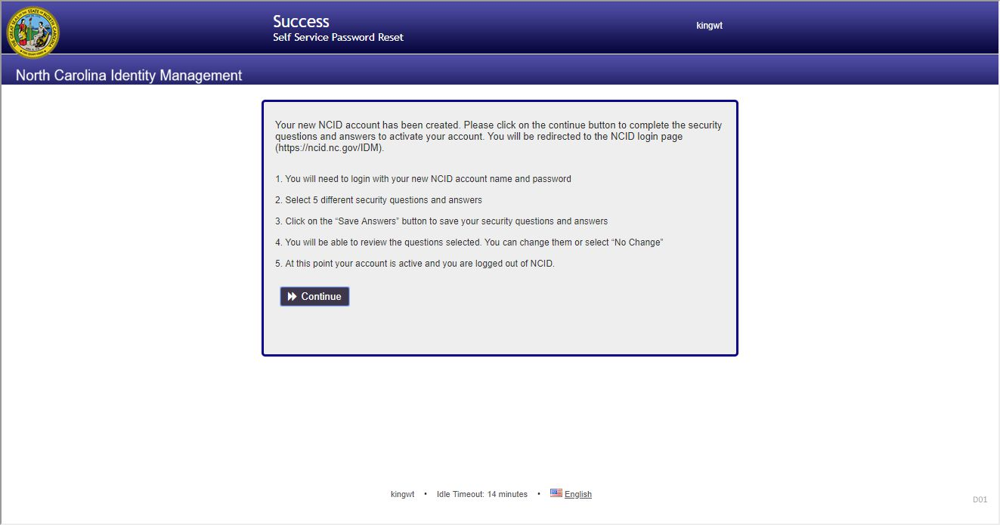 Success
Self Service Password Reset
kingwt
North Carolina Identity Management
Your new NCID account has been created. Please click on the continue button to complete the security
questions and answers to activate your account. You will be redirected to the NCID login page
(https://ncid.nc.gov/IDM).
1. You will need to login with your new NCID account name and password
2. Select 5 different security questions and answers
3. Click on the “Save Answers” button to save your security questions and answers
4. You will be able to review the questions selected. You can change them or select “No Change”
5. At this point your account is active and you are logged out of NCID.
Continue
kingwt • Idle Timeout: 14 minutes • English
D01